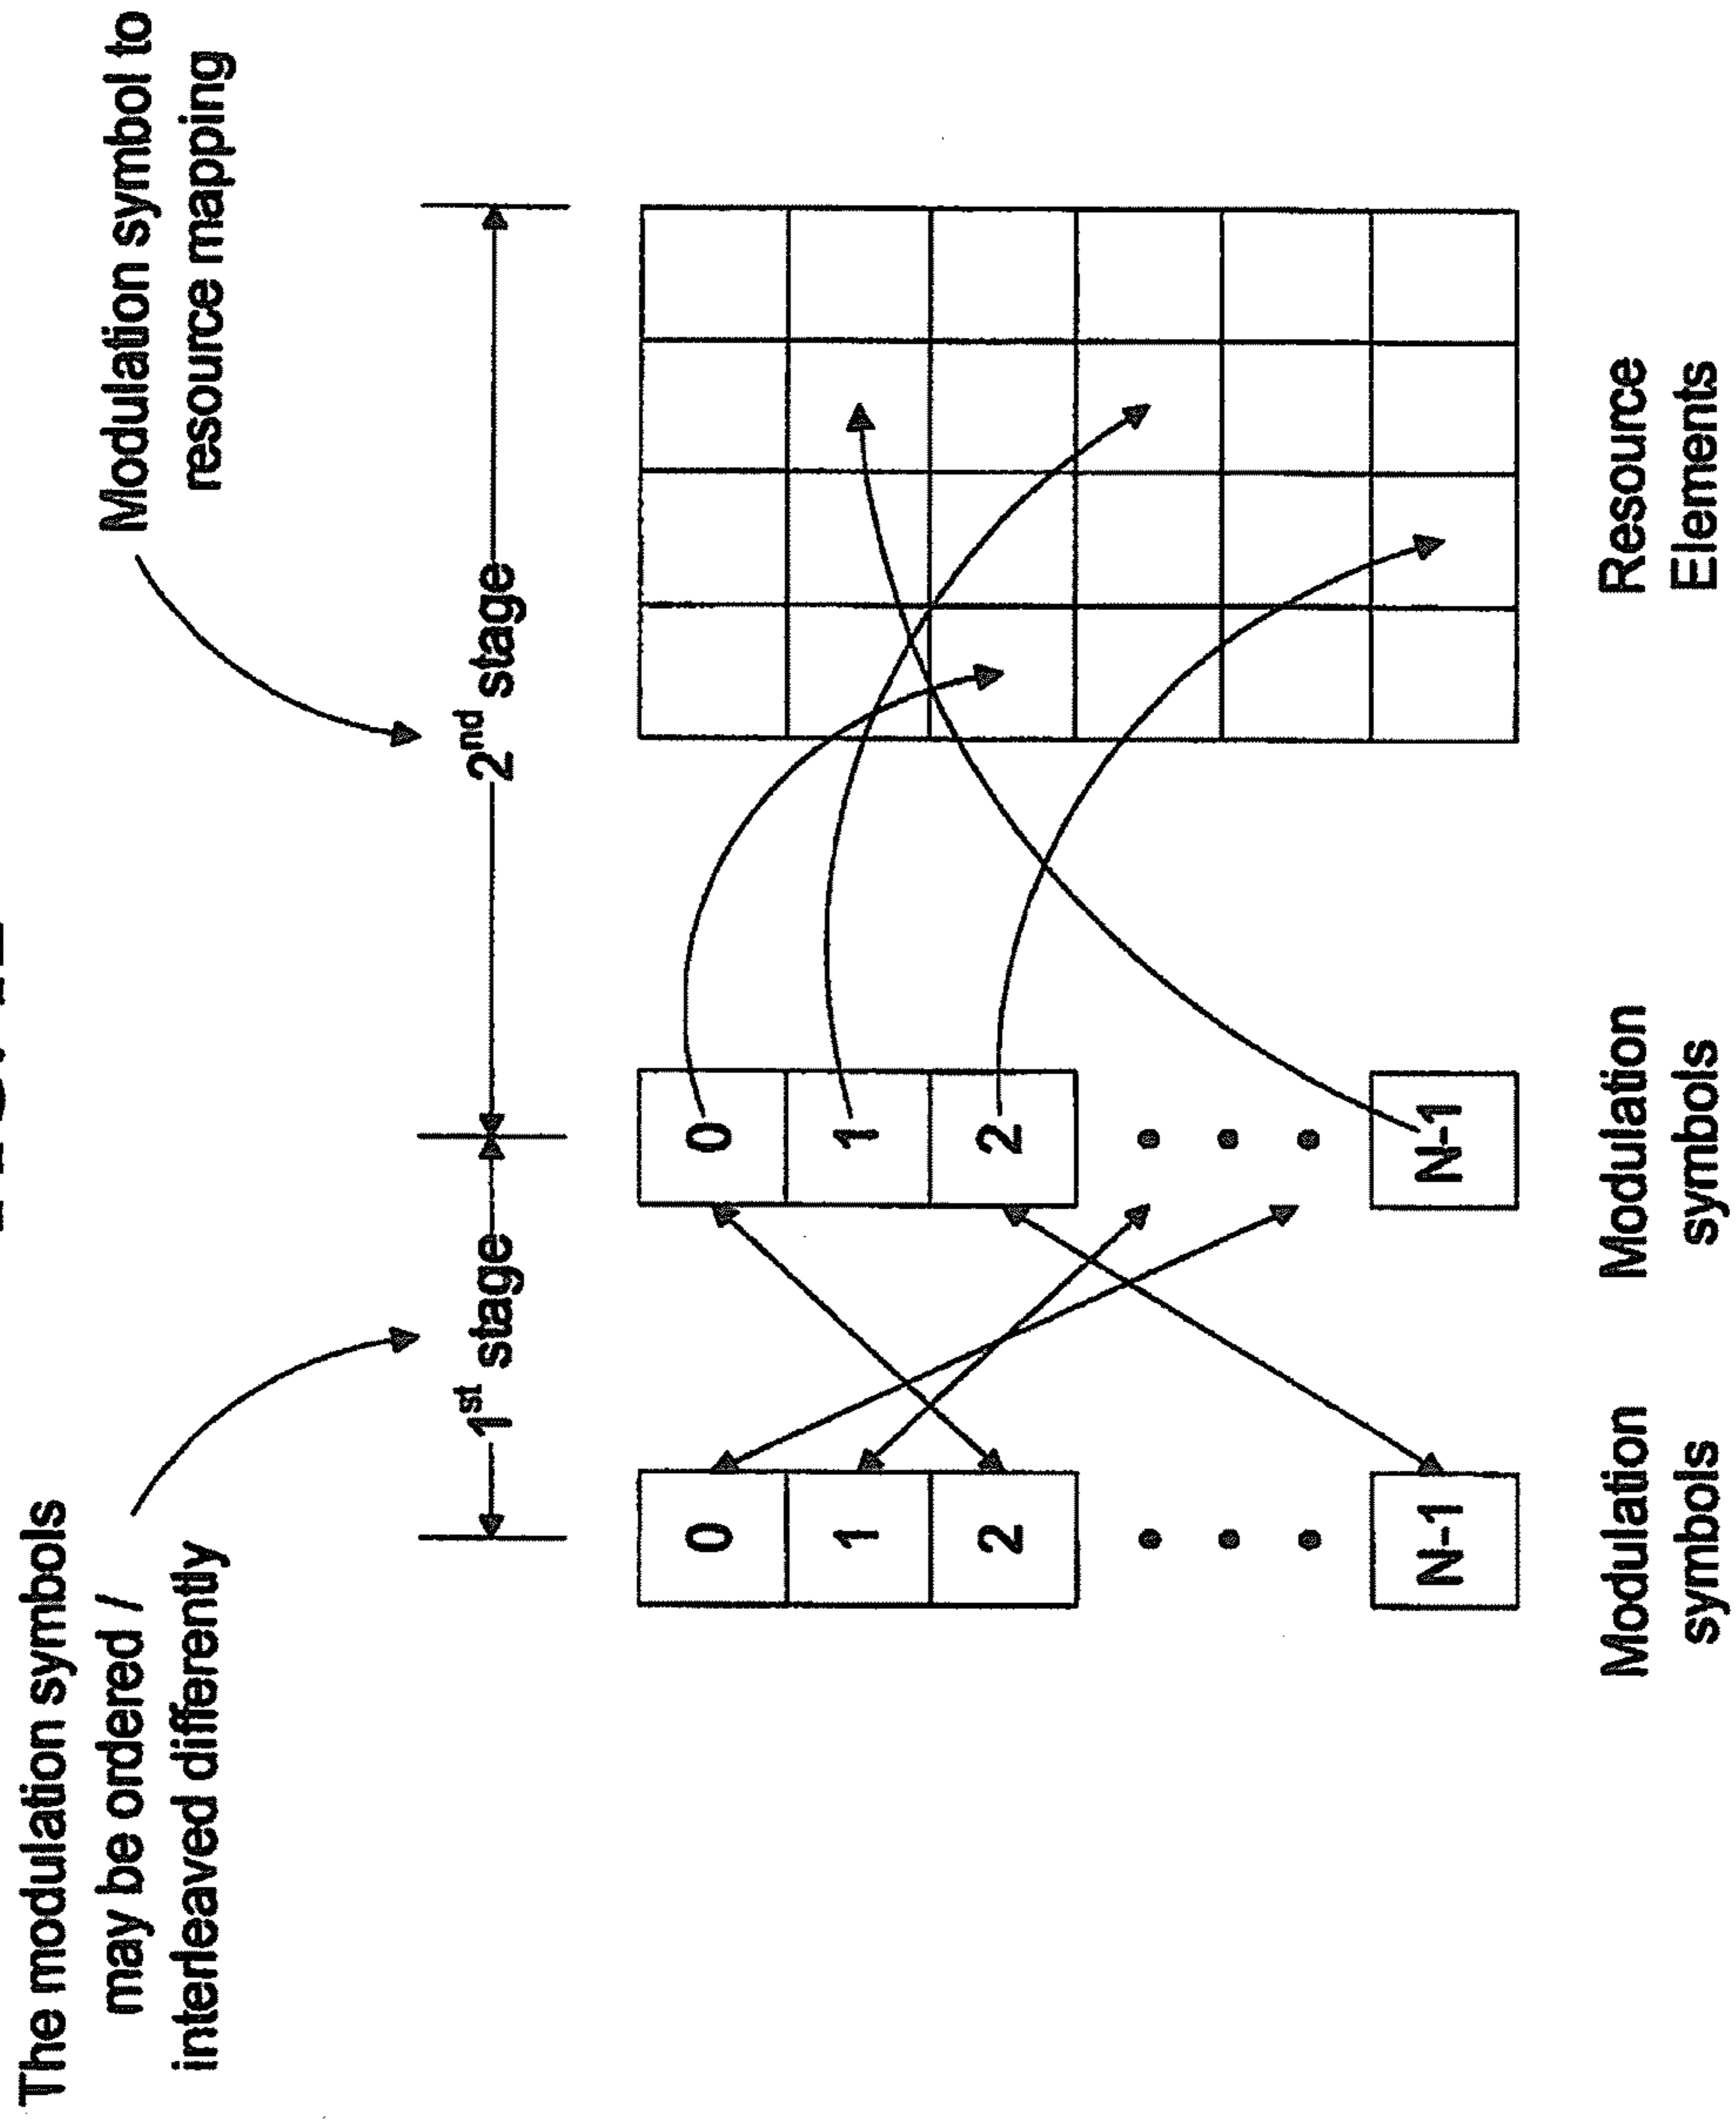 The modulation symbols
may be ordered /
interleaved differently
Modulation symbol to
resource mapping
1st stage
2nd stage
0
1
2
N-1
0
1
2
N-1
Modulation
symbols
Modulation
symbols
Resource
Elements